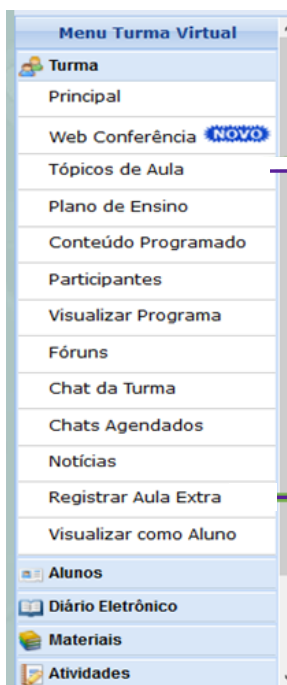 Menu Turma Virtual
Turma
Principal
Web Conferência NOVO
Tópicos de Aula
Plano de Ensino
Conteúdo Programado
Participantes
Visualizar Programa
Fóruns
Chat da Turma
Chats Agendados
Notícias
Registrar Aula Extra
Visualizar como Aluno
Alunos
Diário Eletrônico
Materiais
Atividades